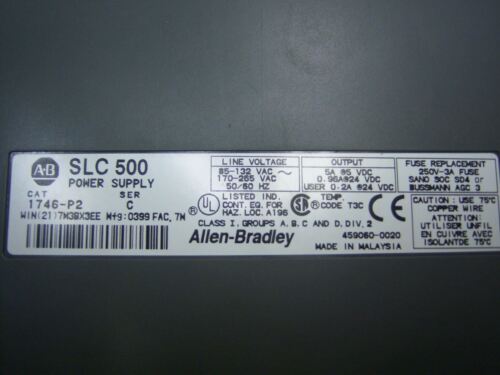 A-B
SLC 500
POWER SUPPLY
CAT SER
1746-P2 C
WIN(21)7M3BX3EE Mfg:0399 FAC, 7M
LINE VOLTAGE
85-132 VAC ~
170-265 VAC
50/60 HZ
OUTPUT
5A @5 VDC
0.96A@24 VDC
USER 0.2A @24 VDC
FUSE REPLACEMENT
250V-3A FUSE
SANO SOC SD4 or
BUSSMANN AGC 3
UL LISTED IND.
CONT. EQ. FOR
HAZ. LOC. A196
TEMP.
CODE T3C
CE
CLASS I, GROUPS A, B, C AND D, DIV. 2
Allen-Bradley
459060-0020
MADE IN MALAYSIA
CAUTION : USE 75°C
COPPER WIRE
ATTENTION:
UTILISER UNFIL
EN CUIVRE AVEC
ISOLANTDE 75°C